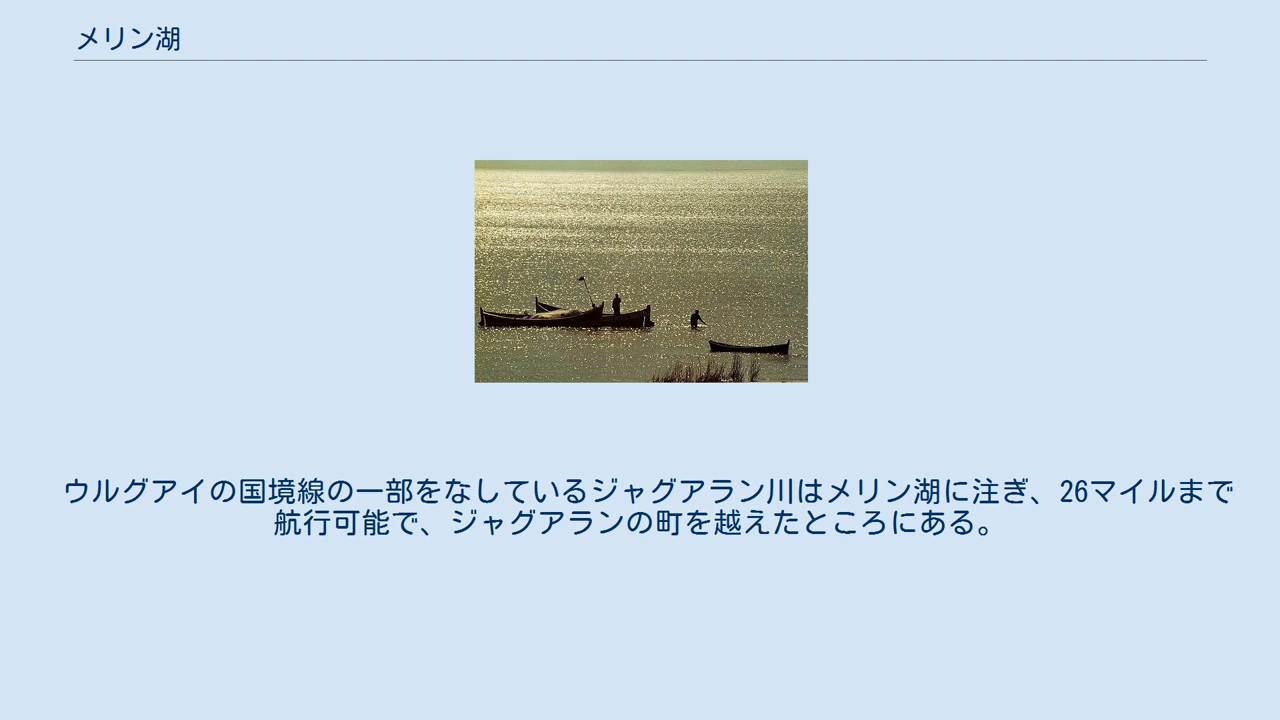 メリン湖
ウルグアイの国境線の一部をなしているジャグアラン川はメリン湖に注ぎ、26マイルまで
航行可能で、ジャグアランの町を越えたところにある。